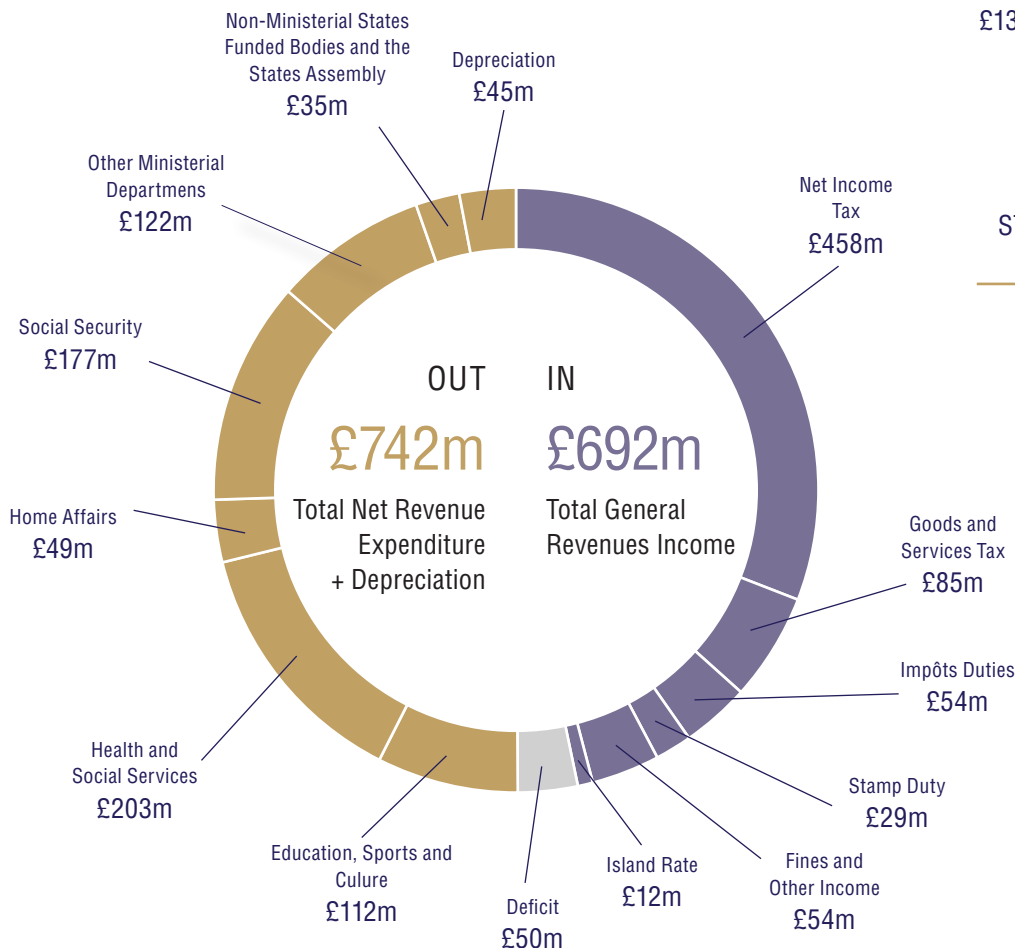 Non-Ministerial States
Funded Bodies and the
States Assembly
£35m
Depreciation
£45m
£13
Other Ministerial
Departmens
£122m
Net Income
Tax
£458m
ST
Social Security
£177m
OUT
£742m
Total Net Revenue
Expenditure
+ Depreciation
IN
£692m
Total General
Revenues Income
Home Affairs
£49m
Goods and
Services Tax
£85m
Impôts Duties
£54m
Health and
Social Services
£203m
Stamp Duty
£29m
Education, Sports and
Culure
£112m
Deficit
£50m
Island Rate
£12m
Fines and
Other Income
£54m